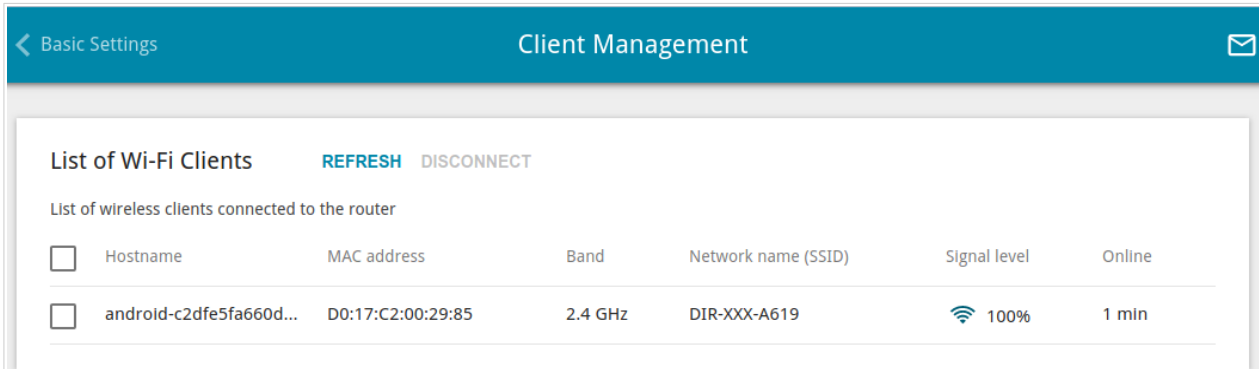 Basic Settings Client Management
List of Wi-Fi Clients REFRESH DISCONNECT
List of wireless clients connected to the router
Hostname MAC address Band Network name (SSID) Signal level Online
android-c2dfe5fa660d... D0:17:C2:00:29:85 2.4 GHz DIR-XXX-A619 100% 1 min